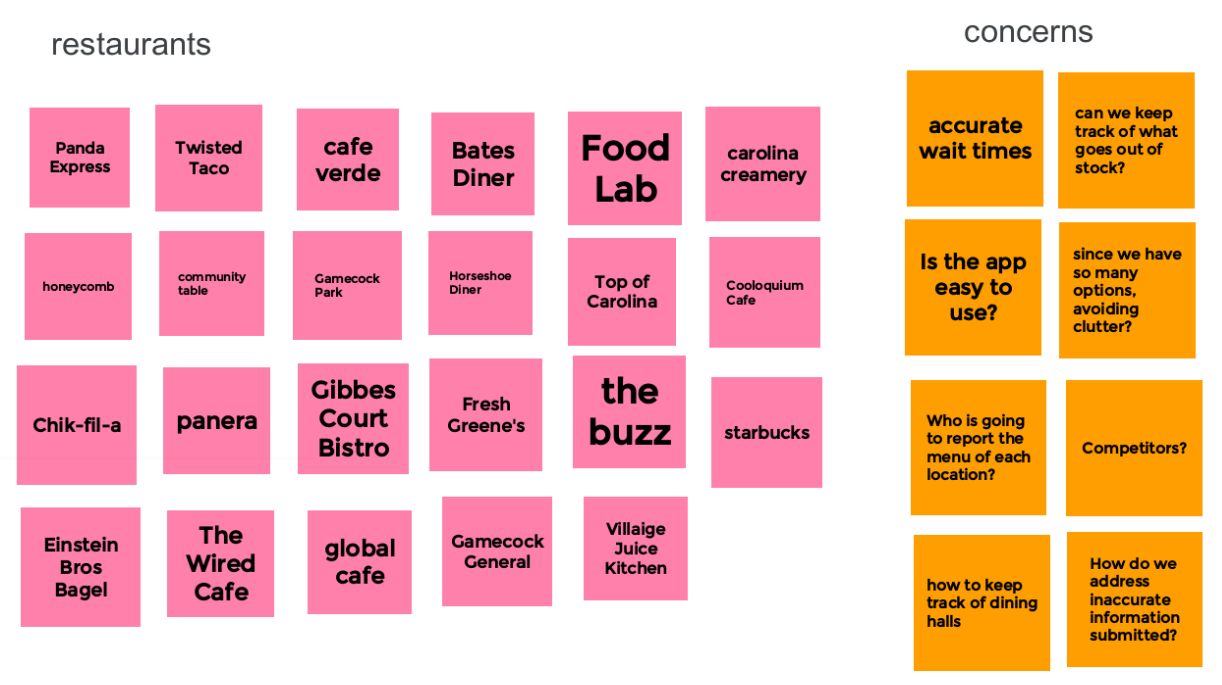 restaurants
Panda
Express
Twisted
Taco
cafe
verde
Bates
Diner
Food
Lab
carolina
creamery
honeycomb
community
table
Gamecock
Park
Horseshoe
Diner
Top of
Carolina
Cooloquium
Cafe
Chik-fil-a
panera
Gibbes
Court
Bistro
Fresh
Greene's
the
buzz
starbucks
Einstein
Bros
Bagel
The
Wired
Cafe
global
cafe
Gamecock
General
Villaige
Juice
Kitchen
concerns
accurate
wait times
can we keep
track of what
goes out of
stock?
Is the app
easy to
use?
since we have
so many
options,
avoiding
clutter?
Who is going
to report the
menu of each
location?
Competitors?
how to keep
track of dining
halls
How do we
address
inaccurate
information
submitted?